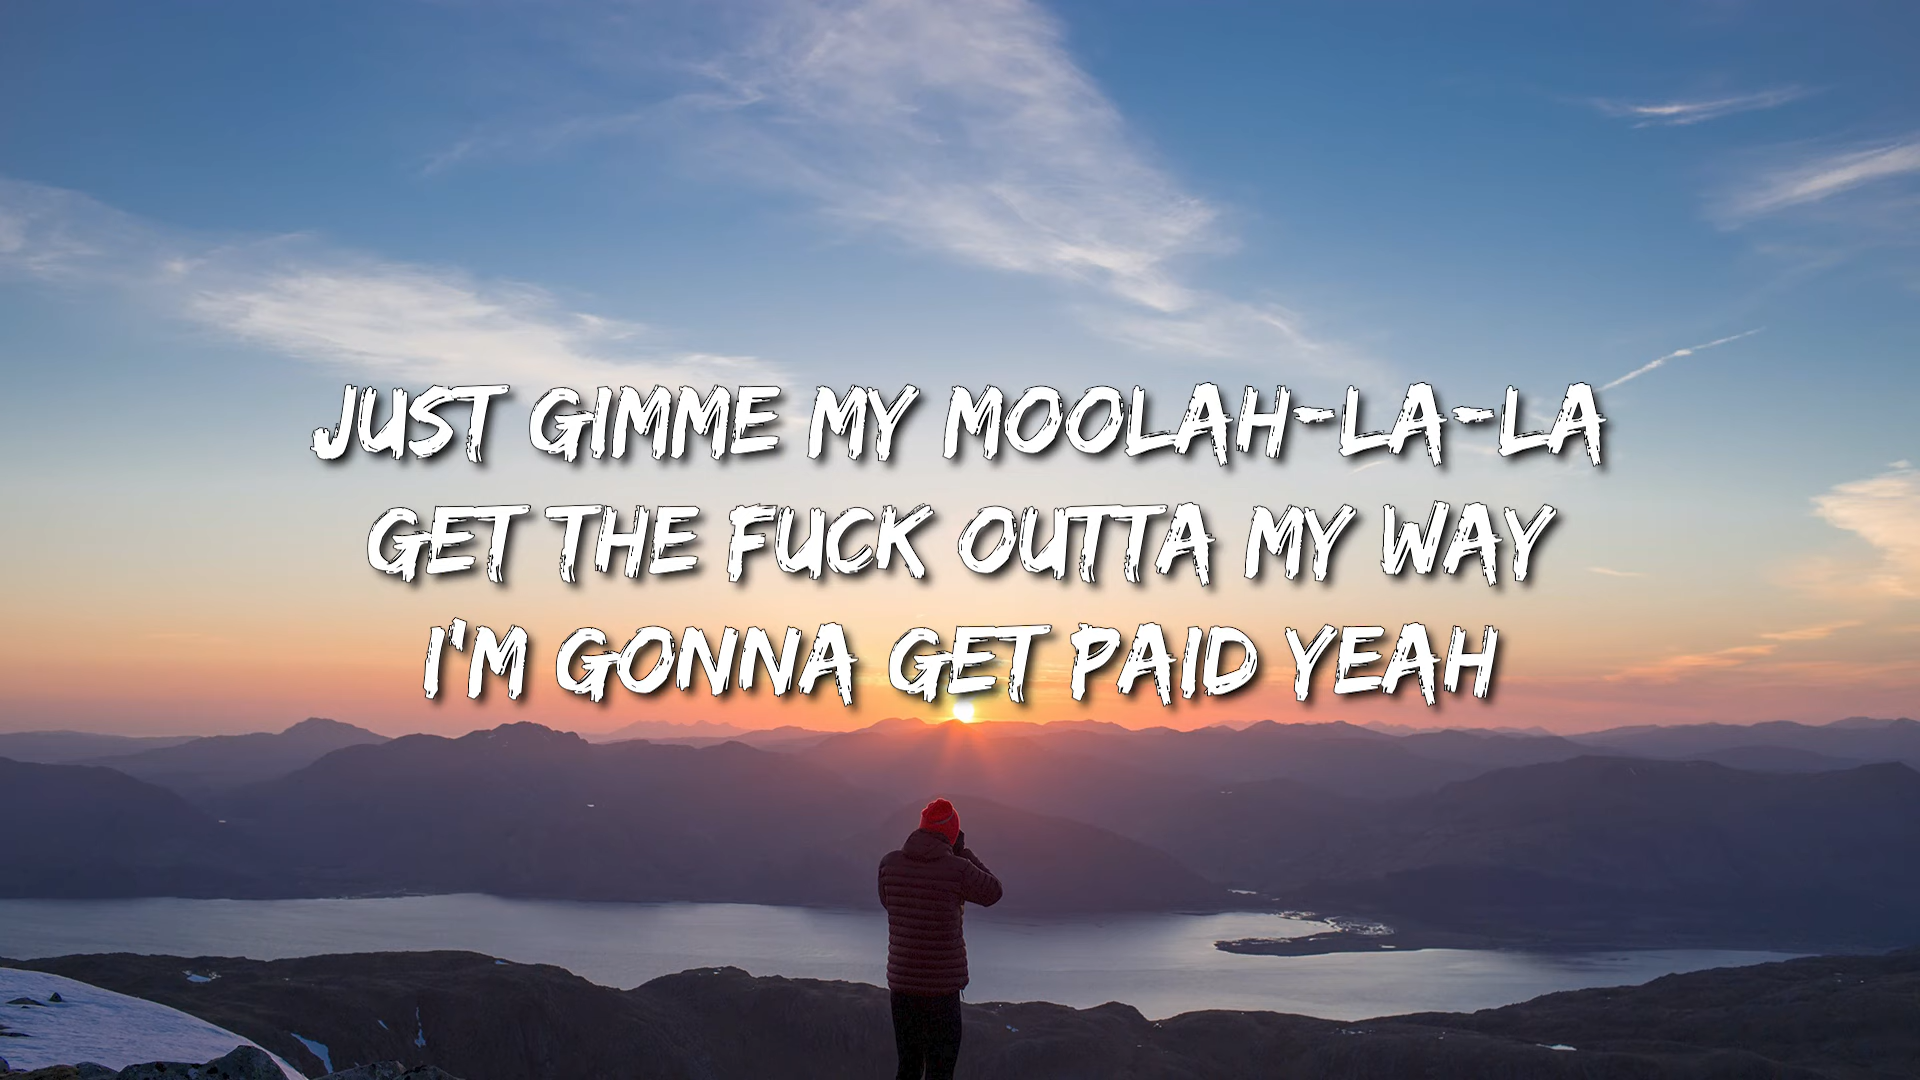 JUST GIMME MY MOOLAH-LA-LA
GET THE FUCK OUTTA MY WAY
I'M GONNA GET PAID YEAH